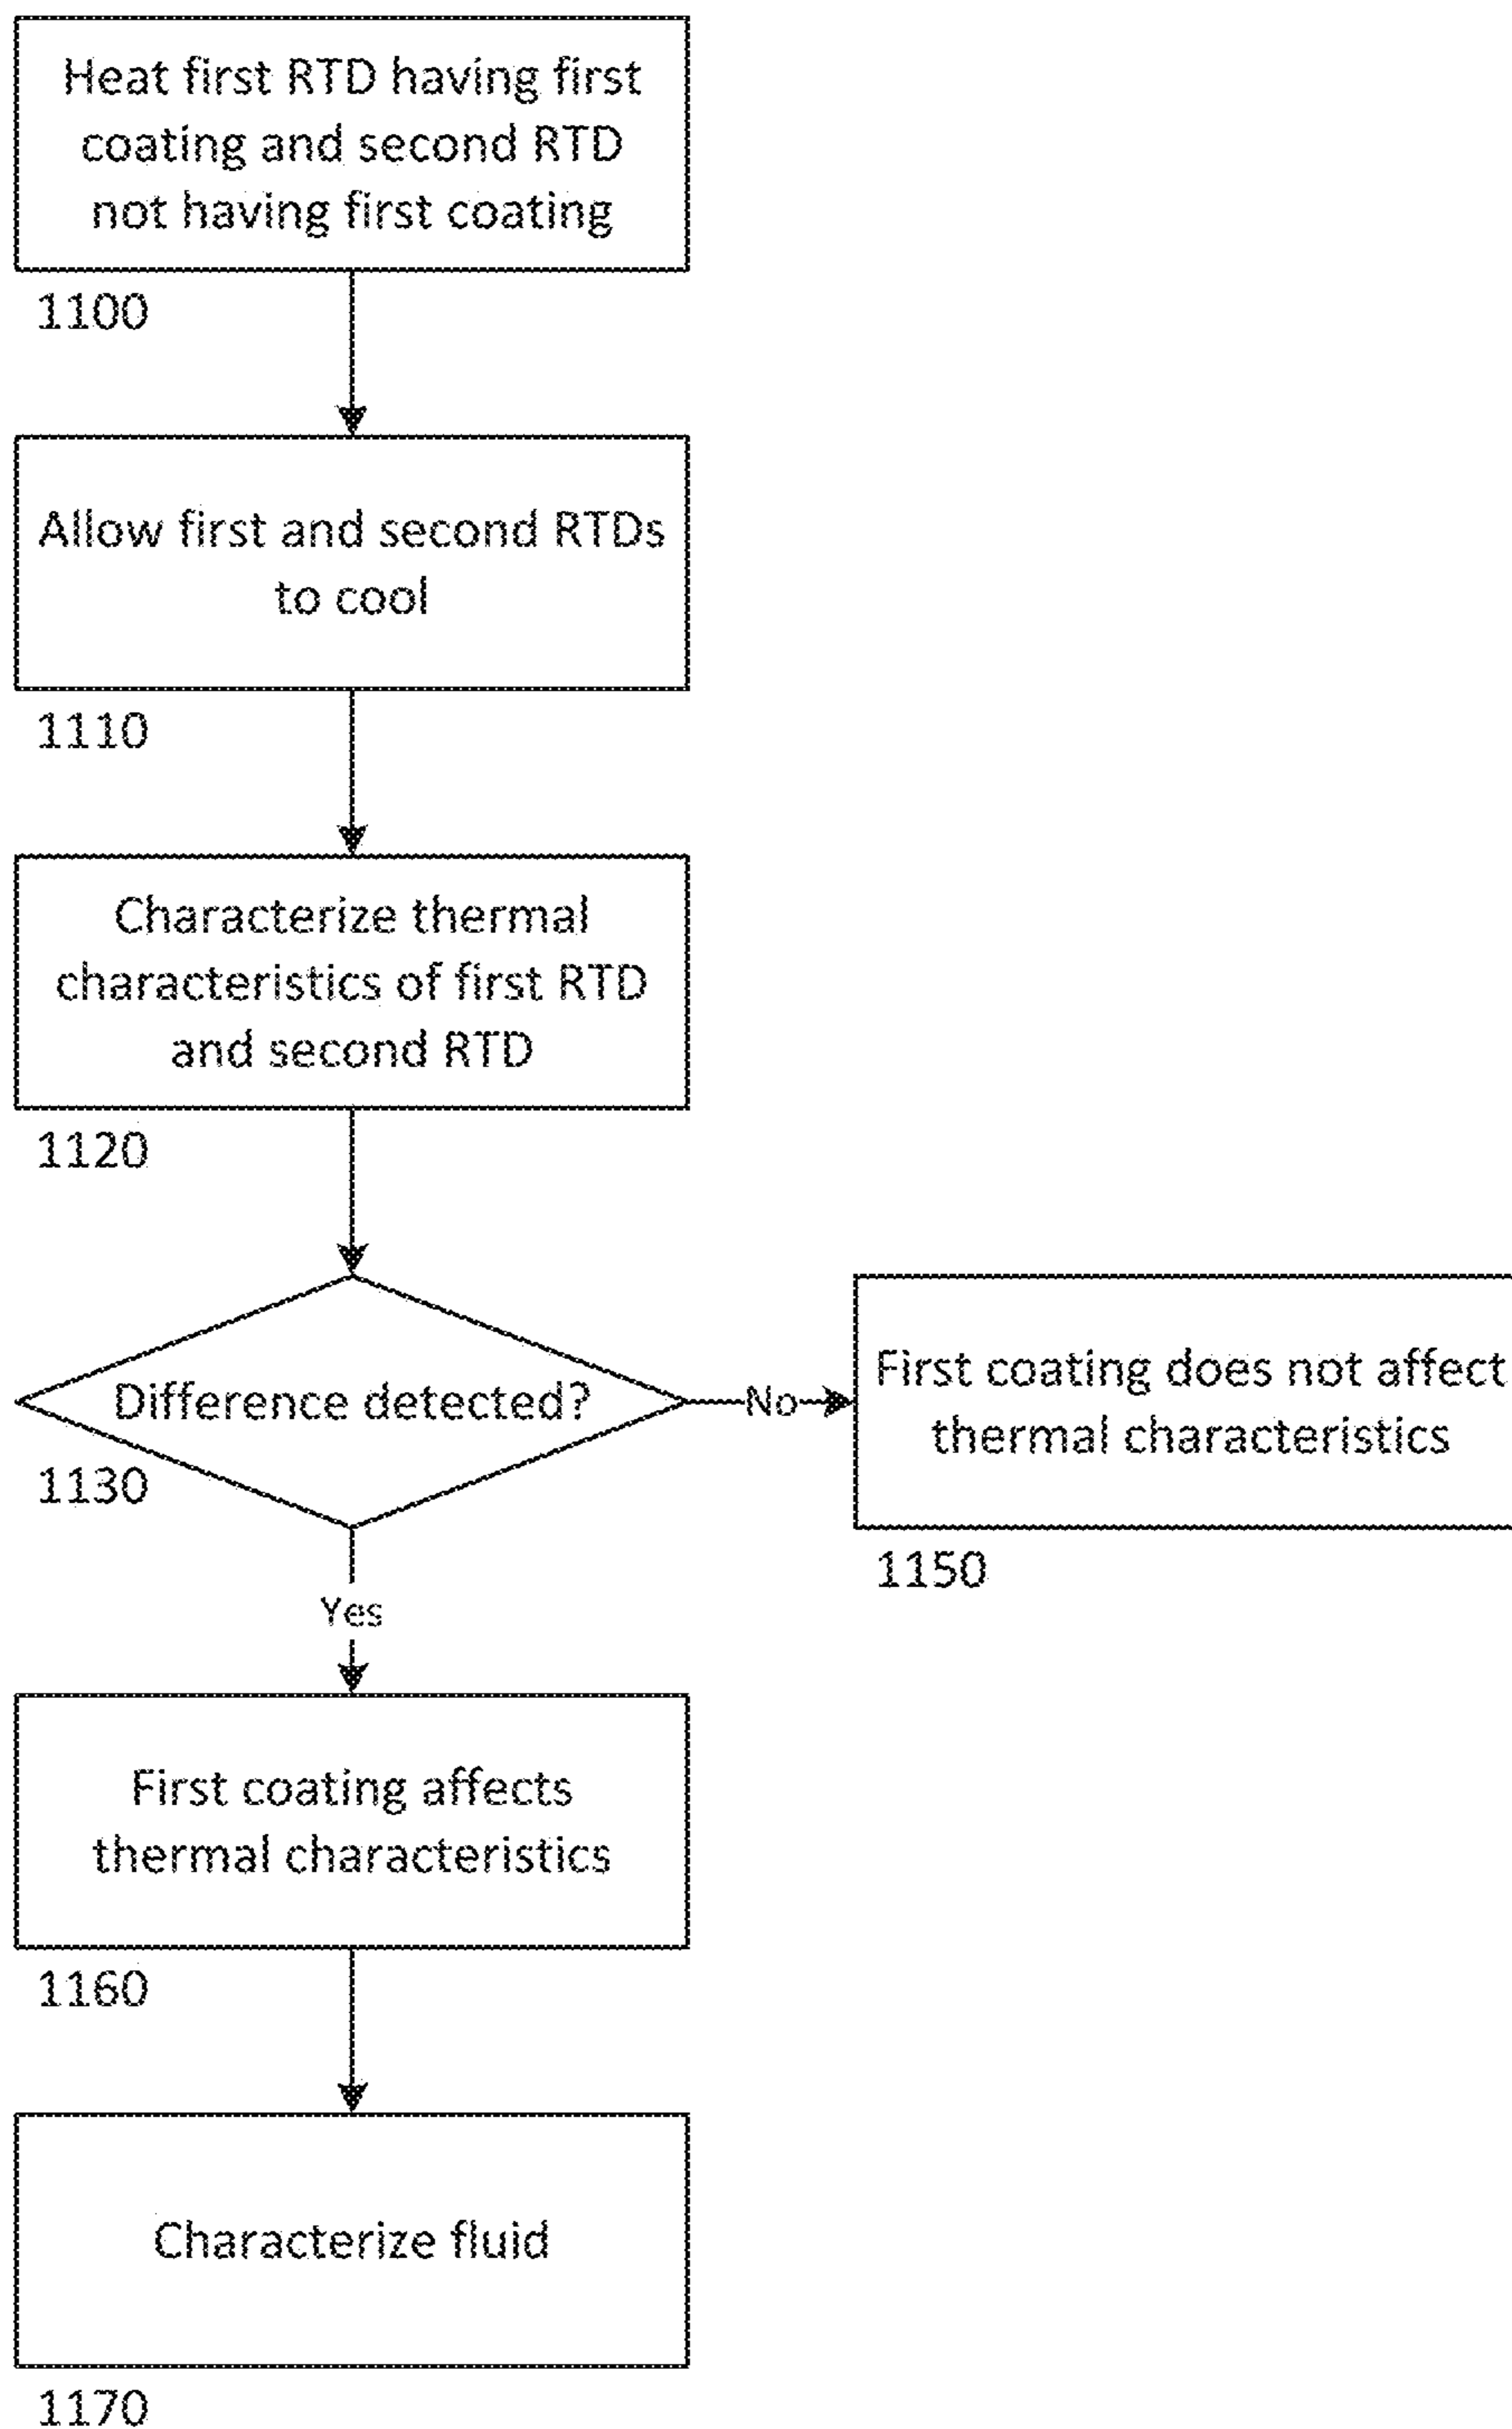 Heat first RTD having first
coating and second RTD
not having first coating
1100
Allow first and second RTDs
to cool
1110
Characterize thermal
characteristics of first RTD
and second RTD
1120
Difference detected?
1130
No
First coating does not affect
thermal characteristics
1150
Yes
First coating affects
thermal characteristics
1160
Characterize fluid
1170